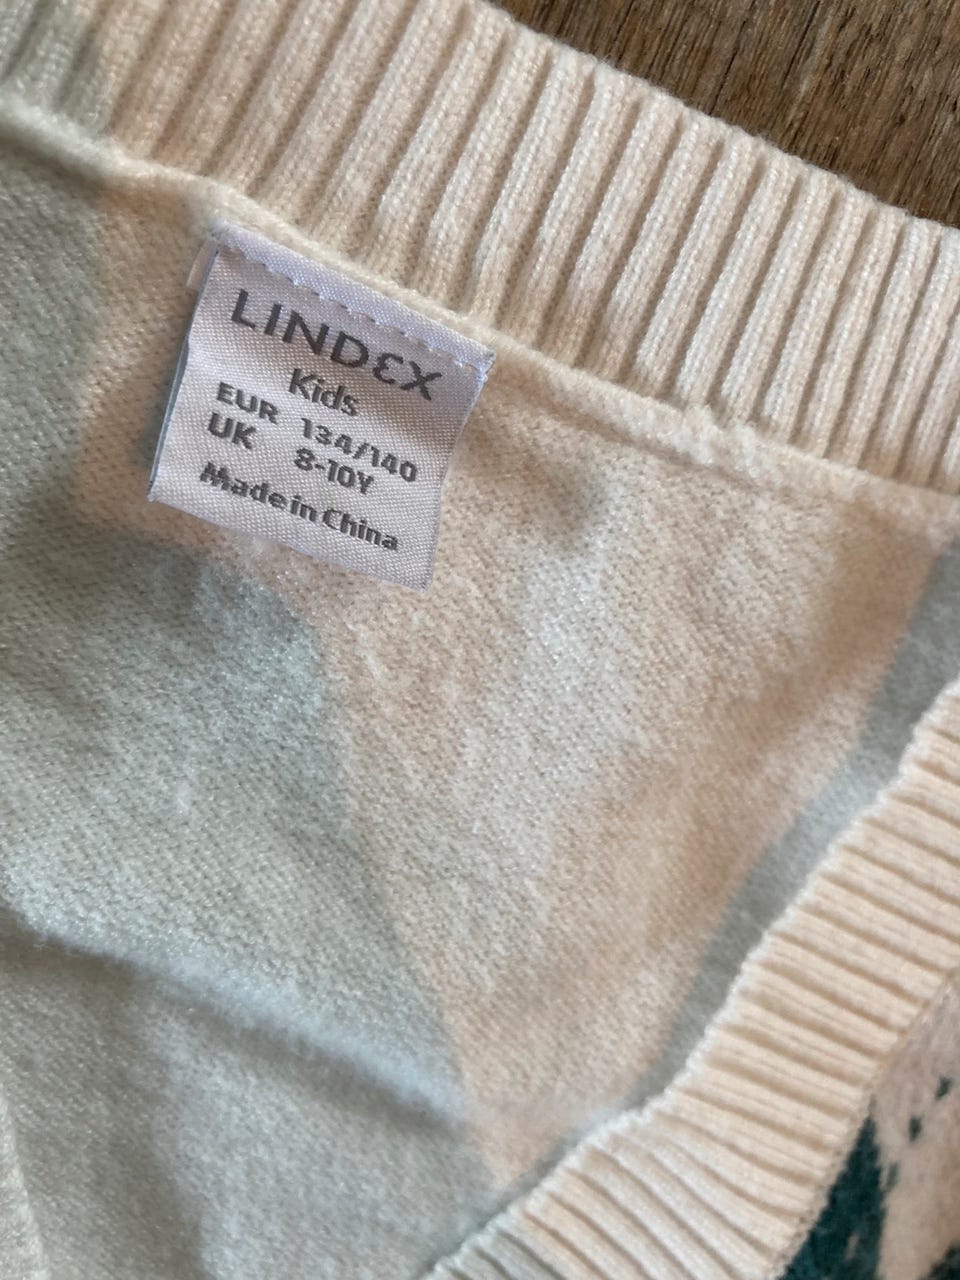 LINDEX
Kids
EUR 134/140
UK 8-10Y
Made in China